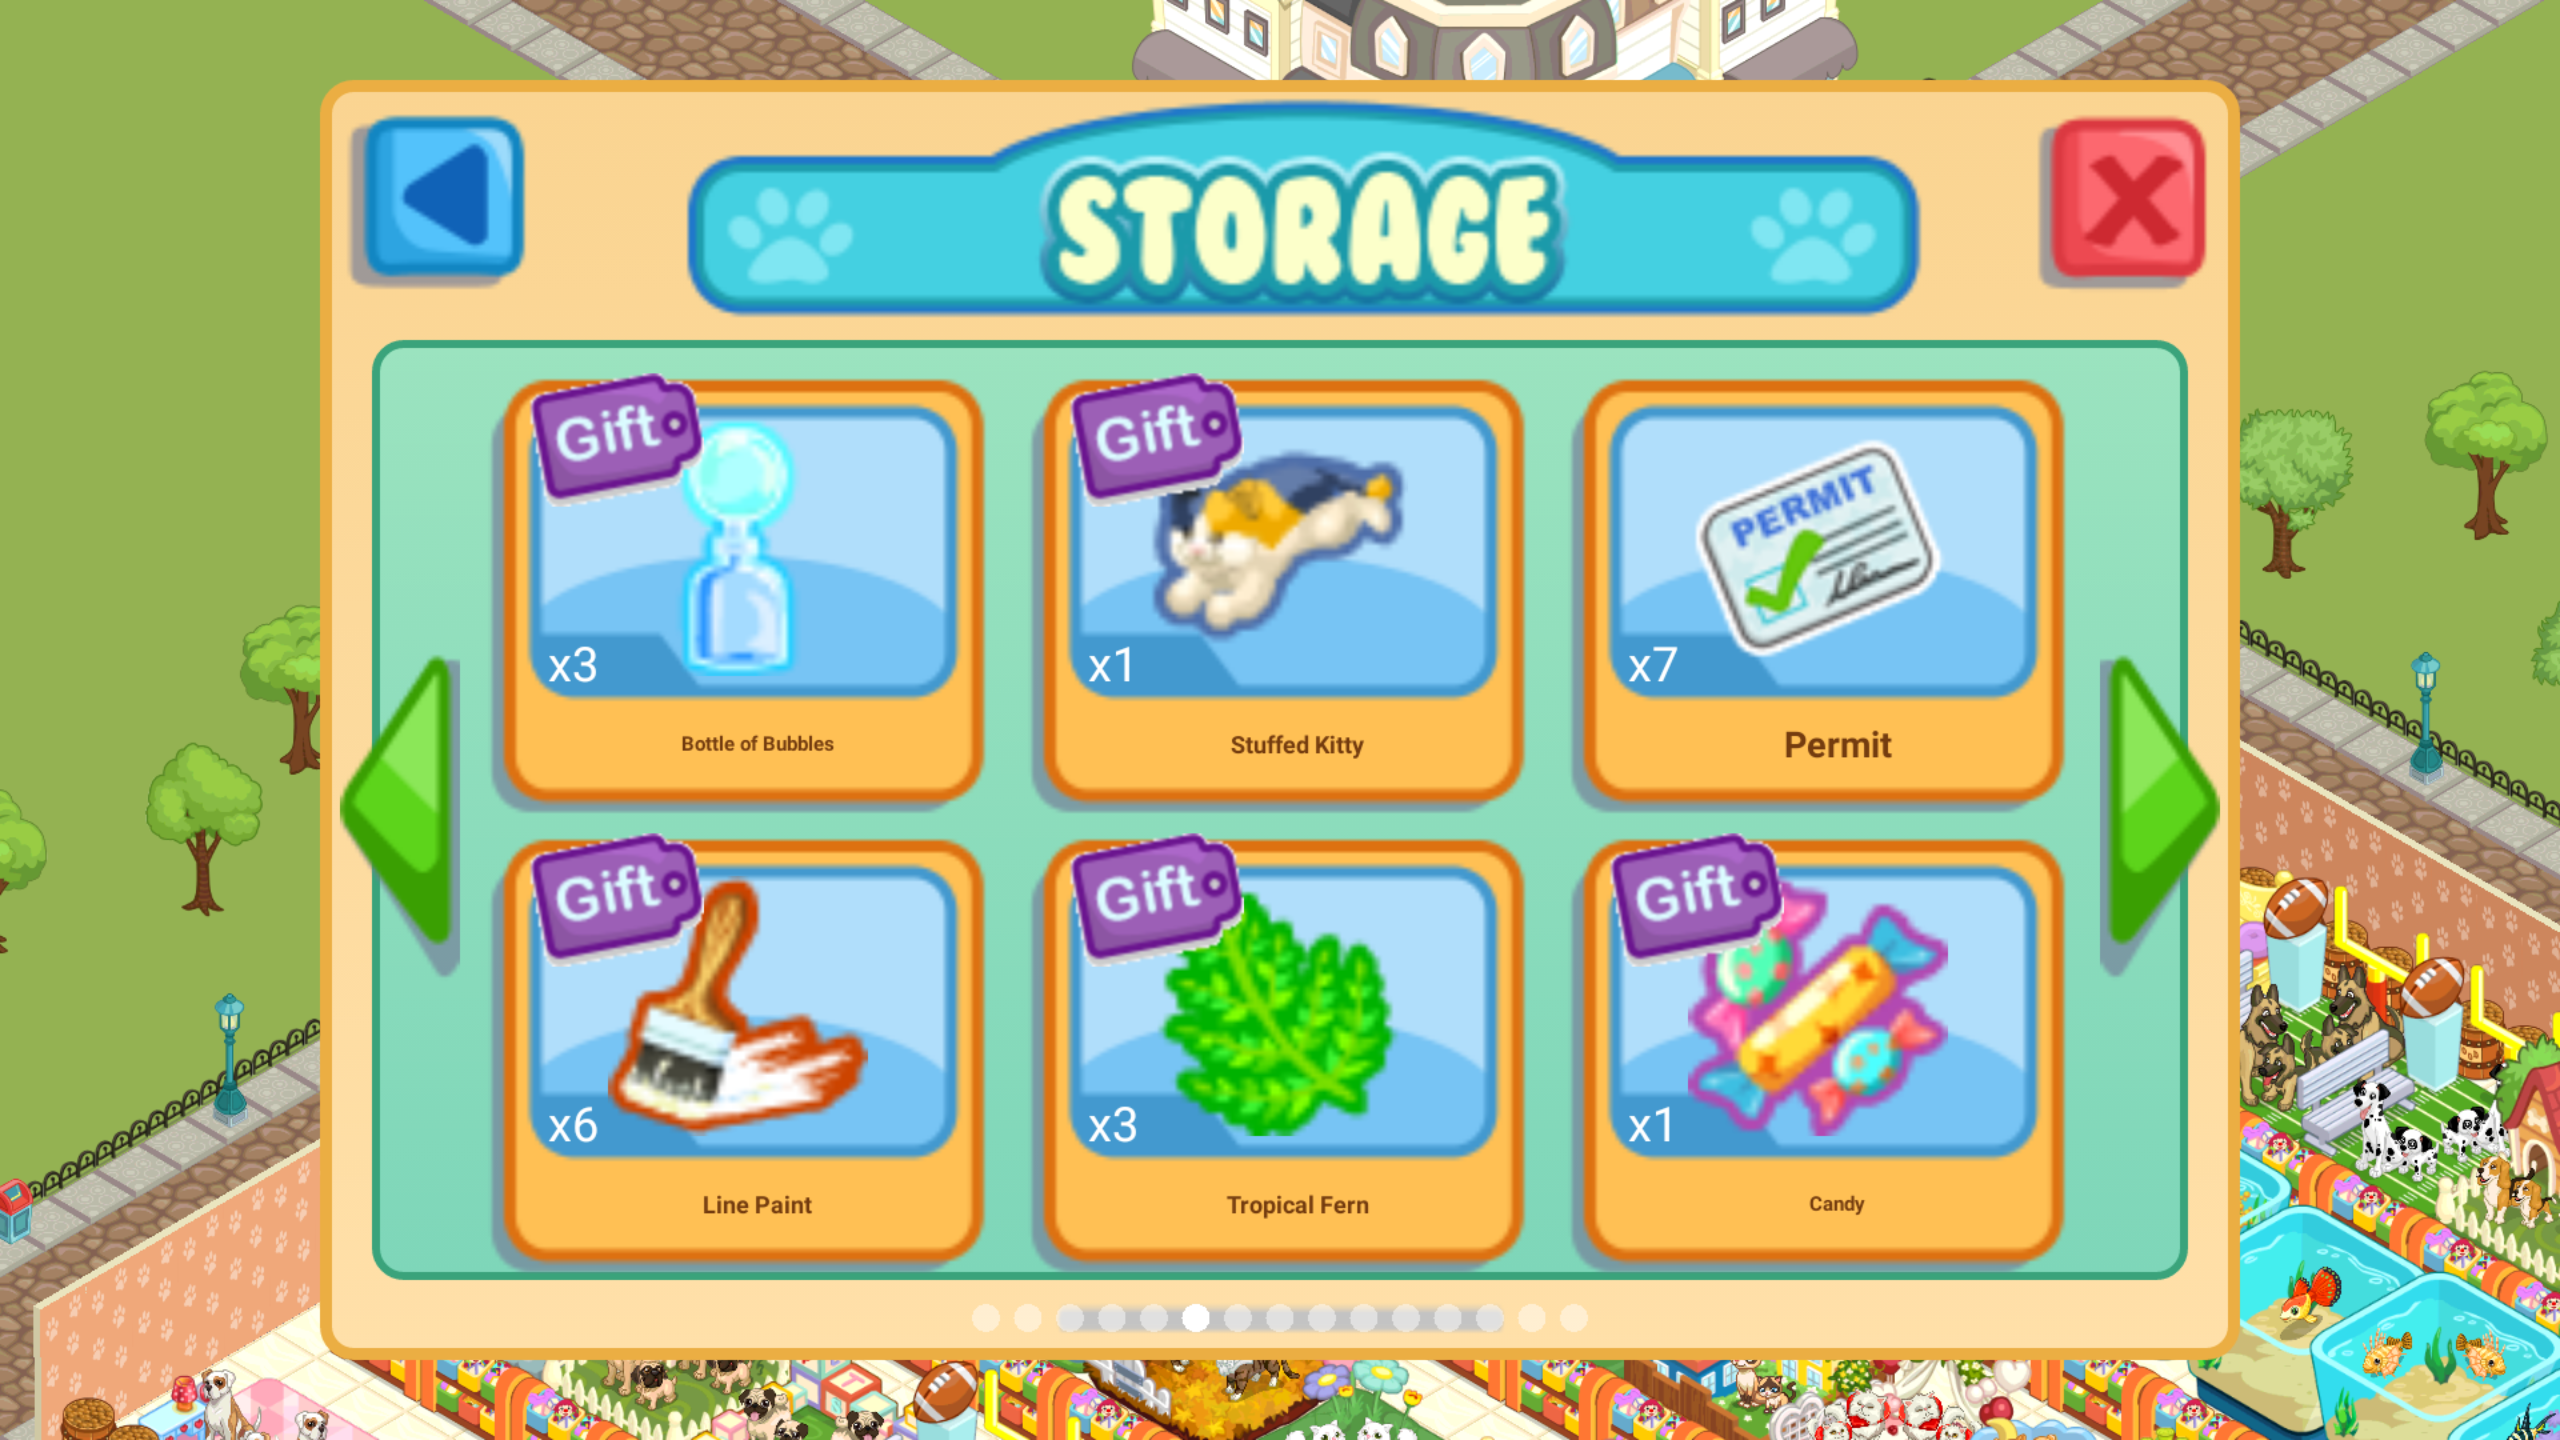 STORAGE
Gift
x3
Bottle of Bubbles
Gift
x1
Stuffed Kitty
PERMIT
x7
Permit
Gift
x6
Line Paint
Gift
x3
Tropical Fern
Gift
x1
Candy